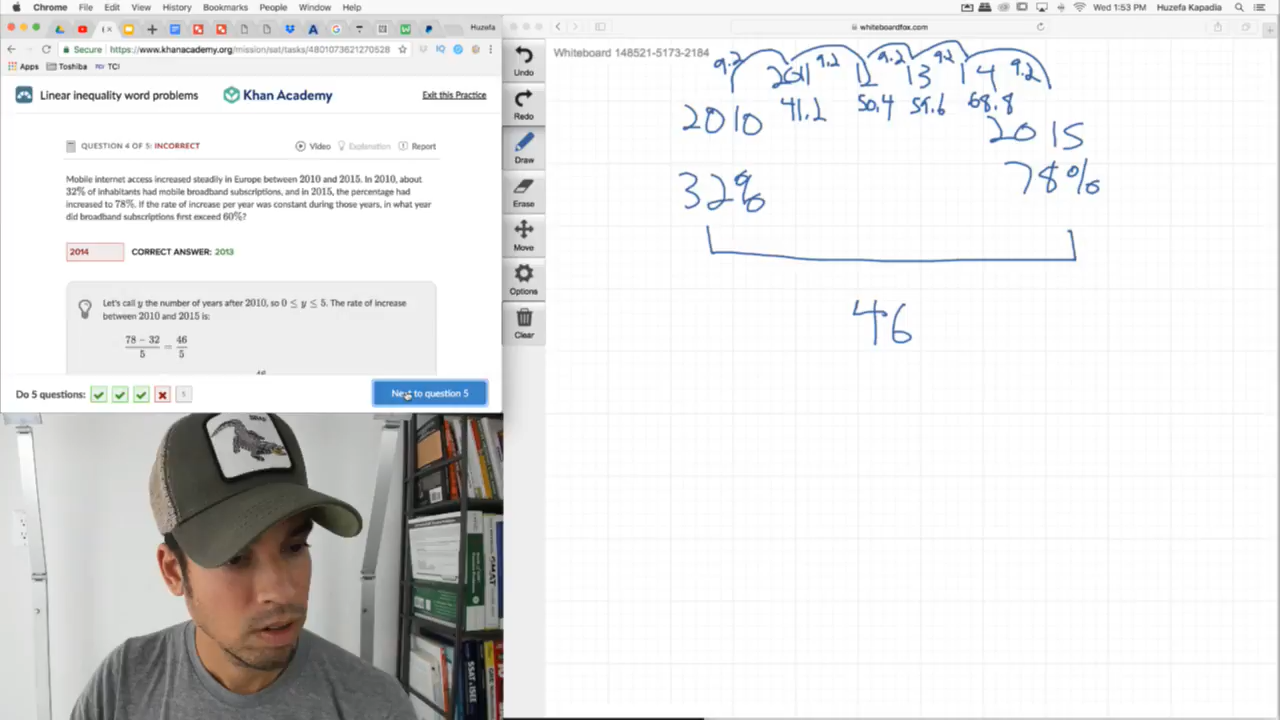 Chrome File Edit View History Bookmarks People Window Help
Wed 1:53 PM Huzefa Kapadia
Huzefa
Secure https://www.khanacademy.org/mission/sat/tasks/4801073621270528
Apps Toshiba TCI
Linear inequality word problems
Khan Academy
Exit this Practice
QUESTION 4 OF 5: INCORRECT
Video Explanation Report
Mobile internet access increased steadily in Europe between 2010 and 2015. In 2010, about
32% of inhabitants had mobile broadband subscriptions, and in 2015, the percentage had
increased to 78%. If the rate of increase per year was constant during those years, in what year
did broadband subscriptions first exceed 60%?
2014 CORRECT ANSWER: 2013
Let's call y the number of years after 2010, so 0 ≤ y ≤ 5. The rate of increase
between 2010 and 2015 is:
78 − 32
5
=
46
5
Do 5 questions: 5
Next to question 5
whiteboardfox.com
Whiteboard 148521-5173-2184
Undo
Redo
Draw
Erase
Move
Options
Clear
9.2 9.2 9.2 9.2 9.2
2011 12 13 14
41.2 50.4 59.6 68.8
2010 2015
32% 78%
46
GMAT